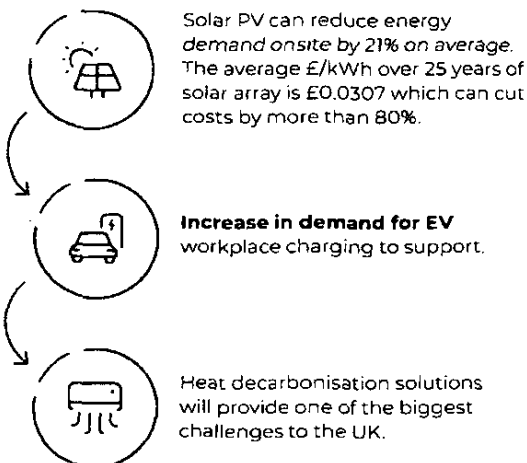 Solar PV can reduce energy
demand onsite by 21% on average.
The average £/kWh over 25 years of
solar array is £0.0307 which can cut
costs by more than 80%.
Increase in demand for EV
workplace charging to support.
Heat decarbonisation solutions
will provide one of the biggest
challenges to the UK.